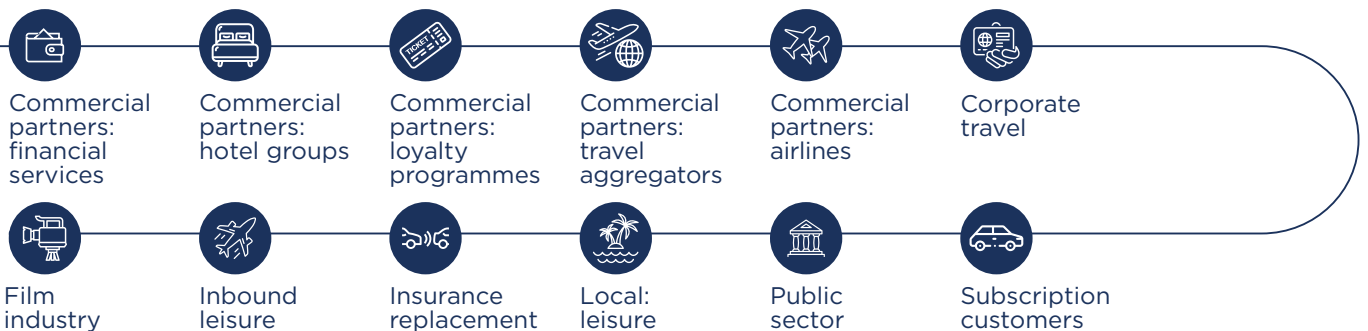 TICKET
Commercial
partners:
financial
services
Commercial
partners:
hotel groups
Commercial
partners:
loyalty
programmes
Commercial
partners:
travel
aggregators
Commercial
partners:
airlines
Corporate
travel
Film
industry
Inbound
leisure
Insurance
replacement
Local:
leisure
Public
sector
Subscription
customers